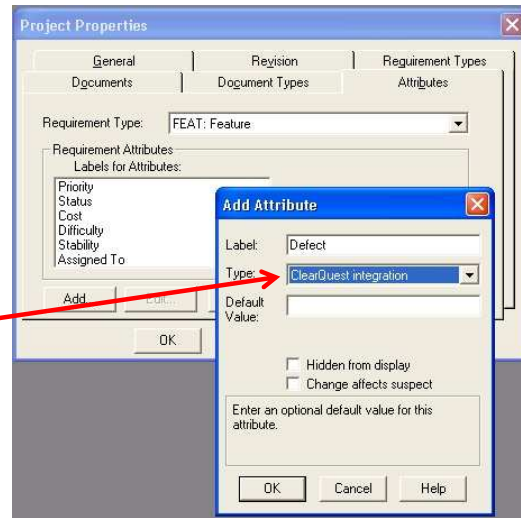 Project Properties
General
Revision
Requirement Types
Documents
Document Types
Attributes
Requirement Type:
FEAT: Feature
Requirement Attributes
Labels for Attributes:
Priority
Status
Cost
Difficulty
Stability
Assigned To
Add...
Edit...
OK
Add Attribute
Label:
Defect
Type:
ClearQuest integration
Default
Value:
Hidden from display
Change affects suspect
Enter an optional default value for this
attribute.
OK
Cancel
Help